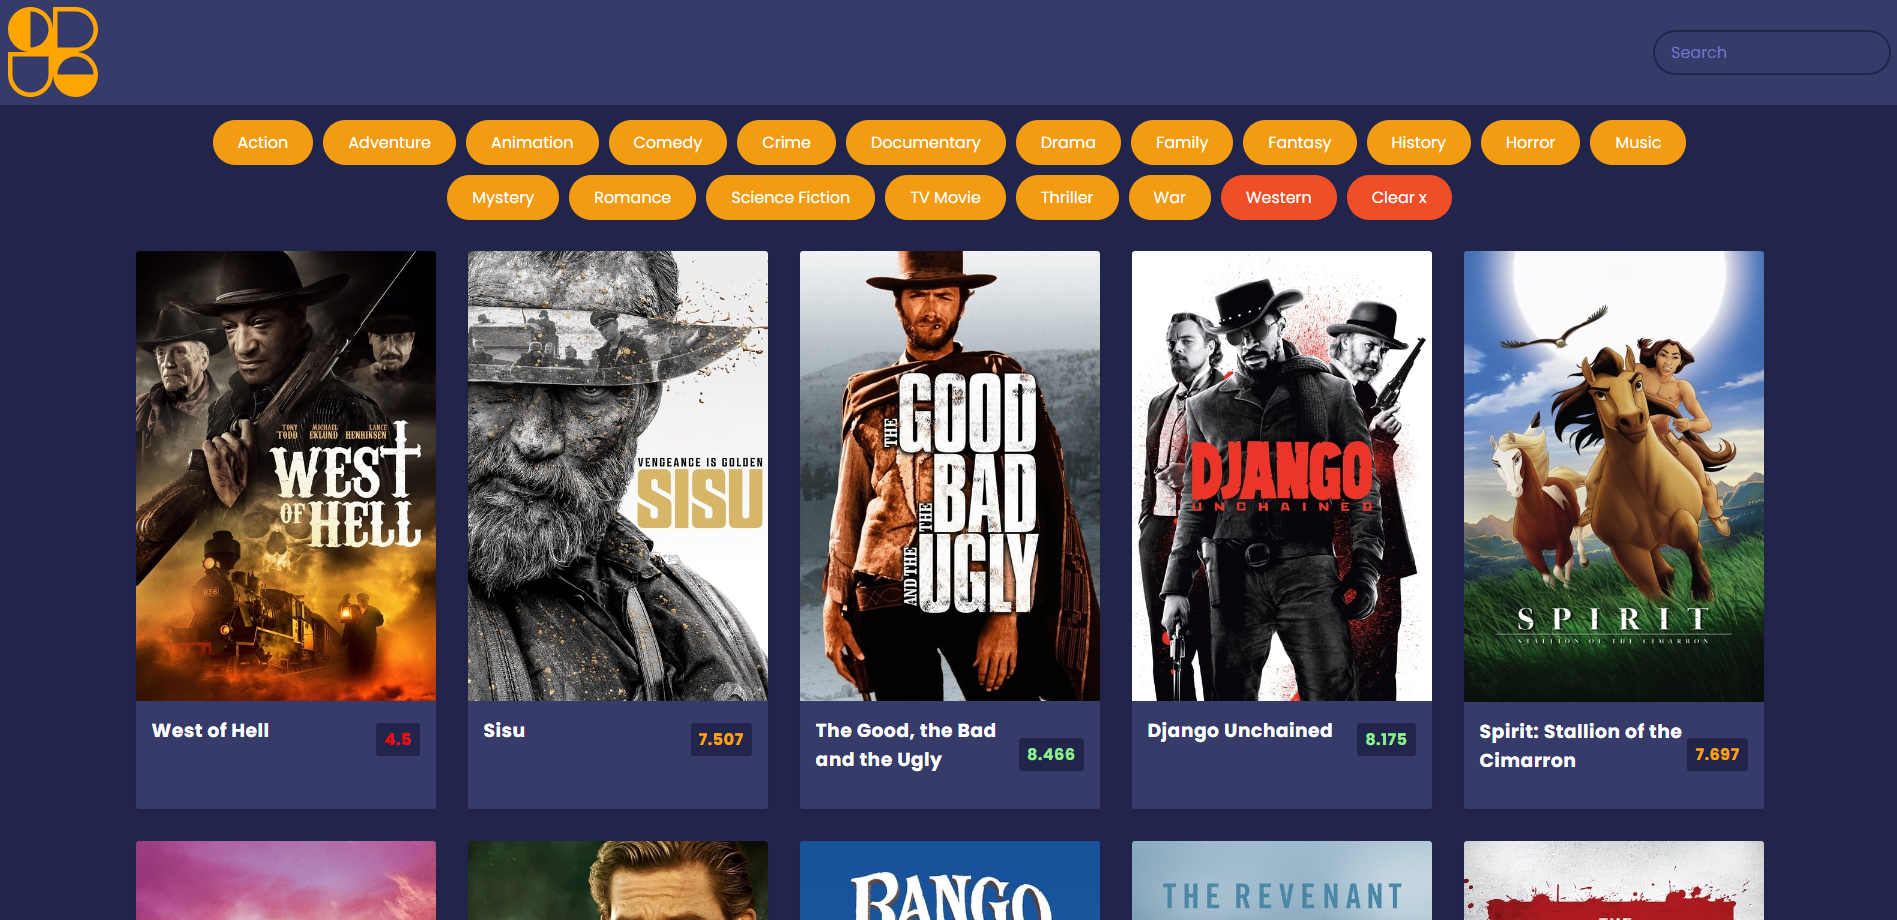 Search
Action Adventure Animation Comedy Crime Documentary Drama Family Fantasy History Horror Music
Mystery Romance Science Fiction TV Movie Thriller War Western Clear x
TONY TODD MICHAEL EKLUND LANCE HENRIKSEN
WEST
OF HELL
836
VENGEANCE IS GOLDEN
SISU
THE GOOD
THE BAD
AND THE UGLY
DJANGO
UNCHAINED
SPIRIT
STALLION OF THE CIMARRON
West of Hell
4.5
Sisu
7.507
The Good, the Bad
and the Ugly
8.466
Django Unchained
8.175
Spirit: Stallion of the
Cimarron
7.697
RANGO
THE REVENANT
THE